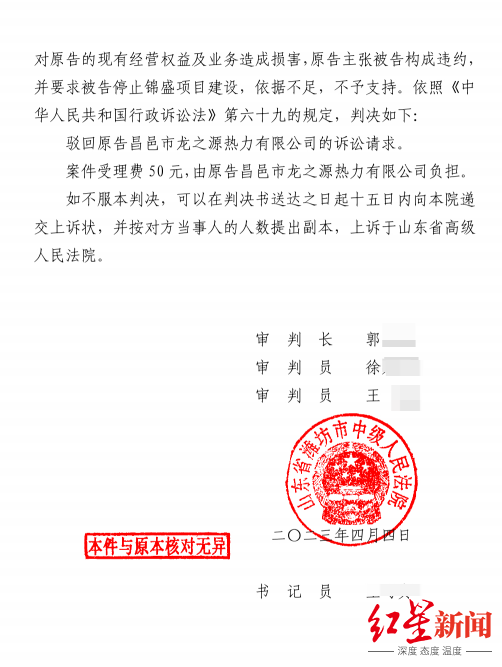 对原告的现有经营权益及业务造成损害，原告主张被告构成违约，
并要求被告停止锦盛项目建设，依据不足，不予支持。依照《中
华人民共和国行政诉讼法》第六十九的规定，判决如下：
驳回原告昌邑市龙之源热力有限公司的诉讼请求。
案件受理费50元，由原告昌邑市龙之源热力有限公司负担。
如不服本判决，可以在判决书送达之日起十五日内向本院递
交上诉状，并按对方当事人的人数提出副本，上诉于山东省高级
人民法院。
审 判 长 郭
审 判 员 徐
审 判 员 王
山东省潍坊市中级人民法院
二〇二三年四月四日
本件与原本核对无异
书 记 员
红星新闻
深度 态度 温度